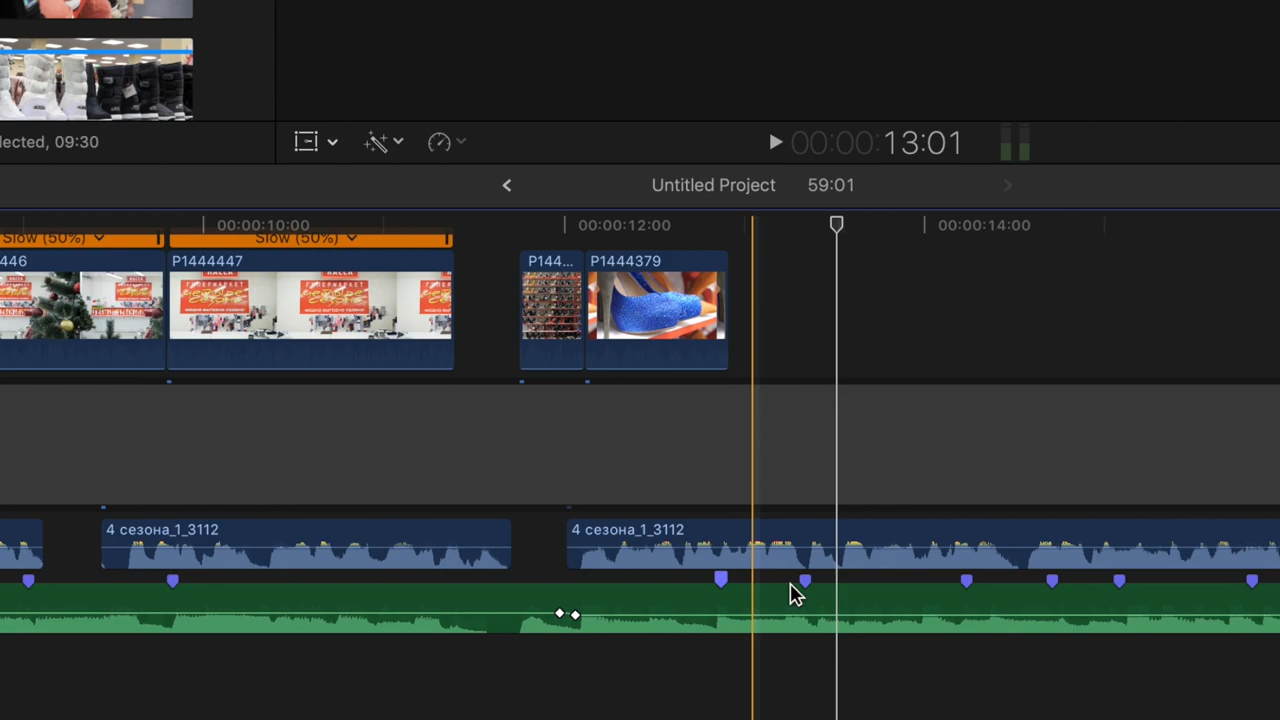 lected, 09:30
00:00:13:01
Untitled Project 59:01
00:00:10:00 00:00:12:00 00:00:14:00
Slow (50%) Slow (50%)
446 P1444447 P144... P1444379
ГИПЕРМАРКЕТ
4 сезона_1_3112 4 сезона_1_3112